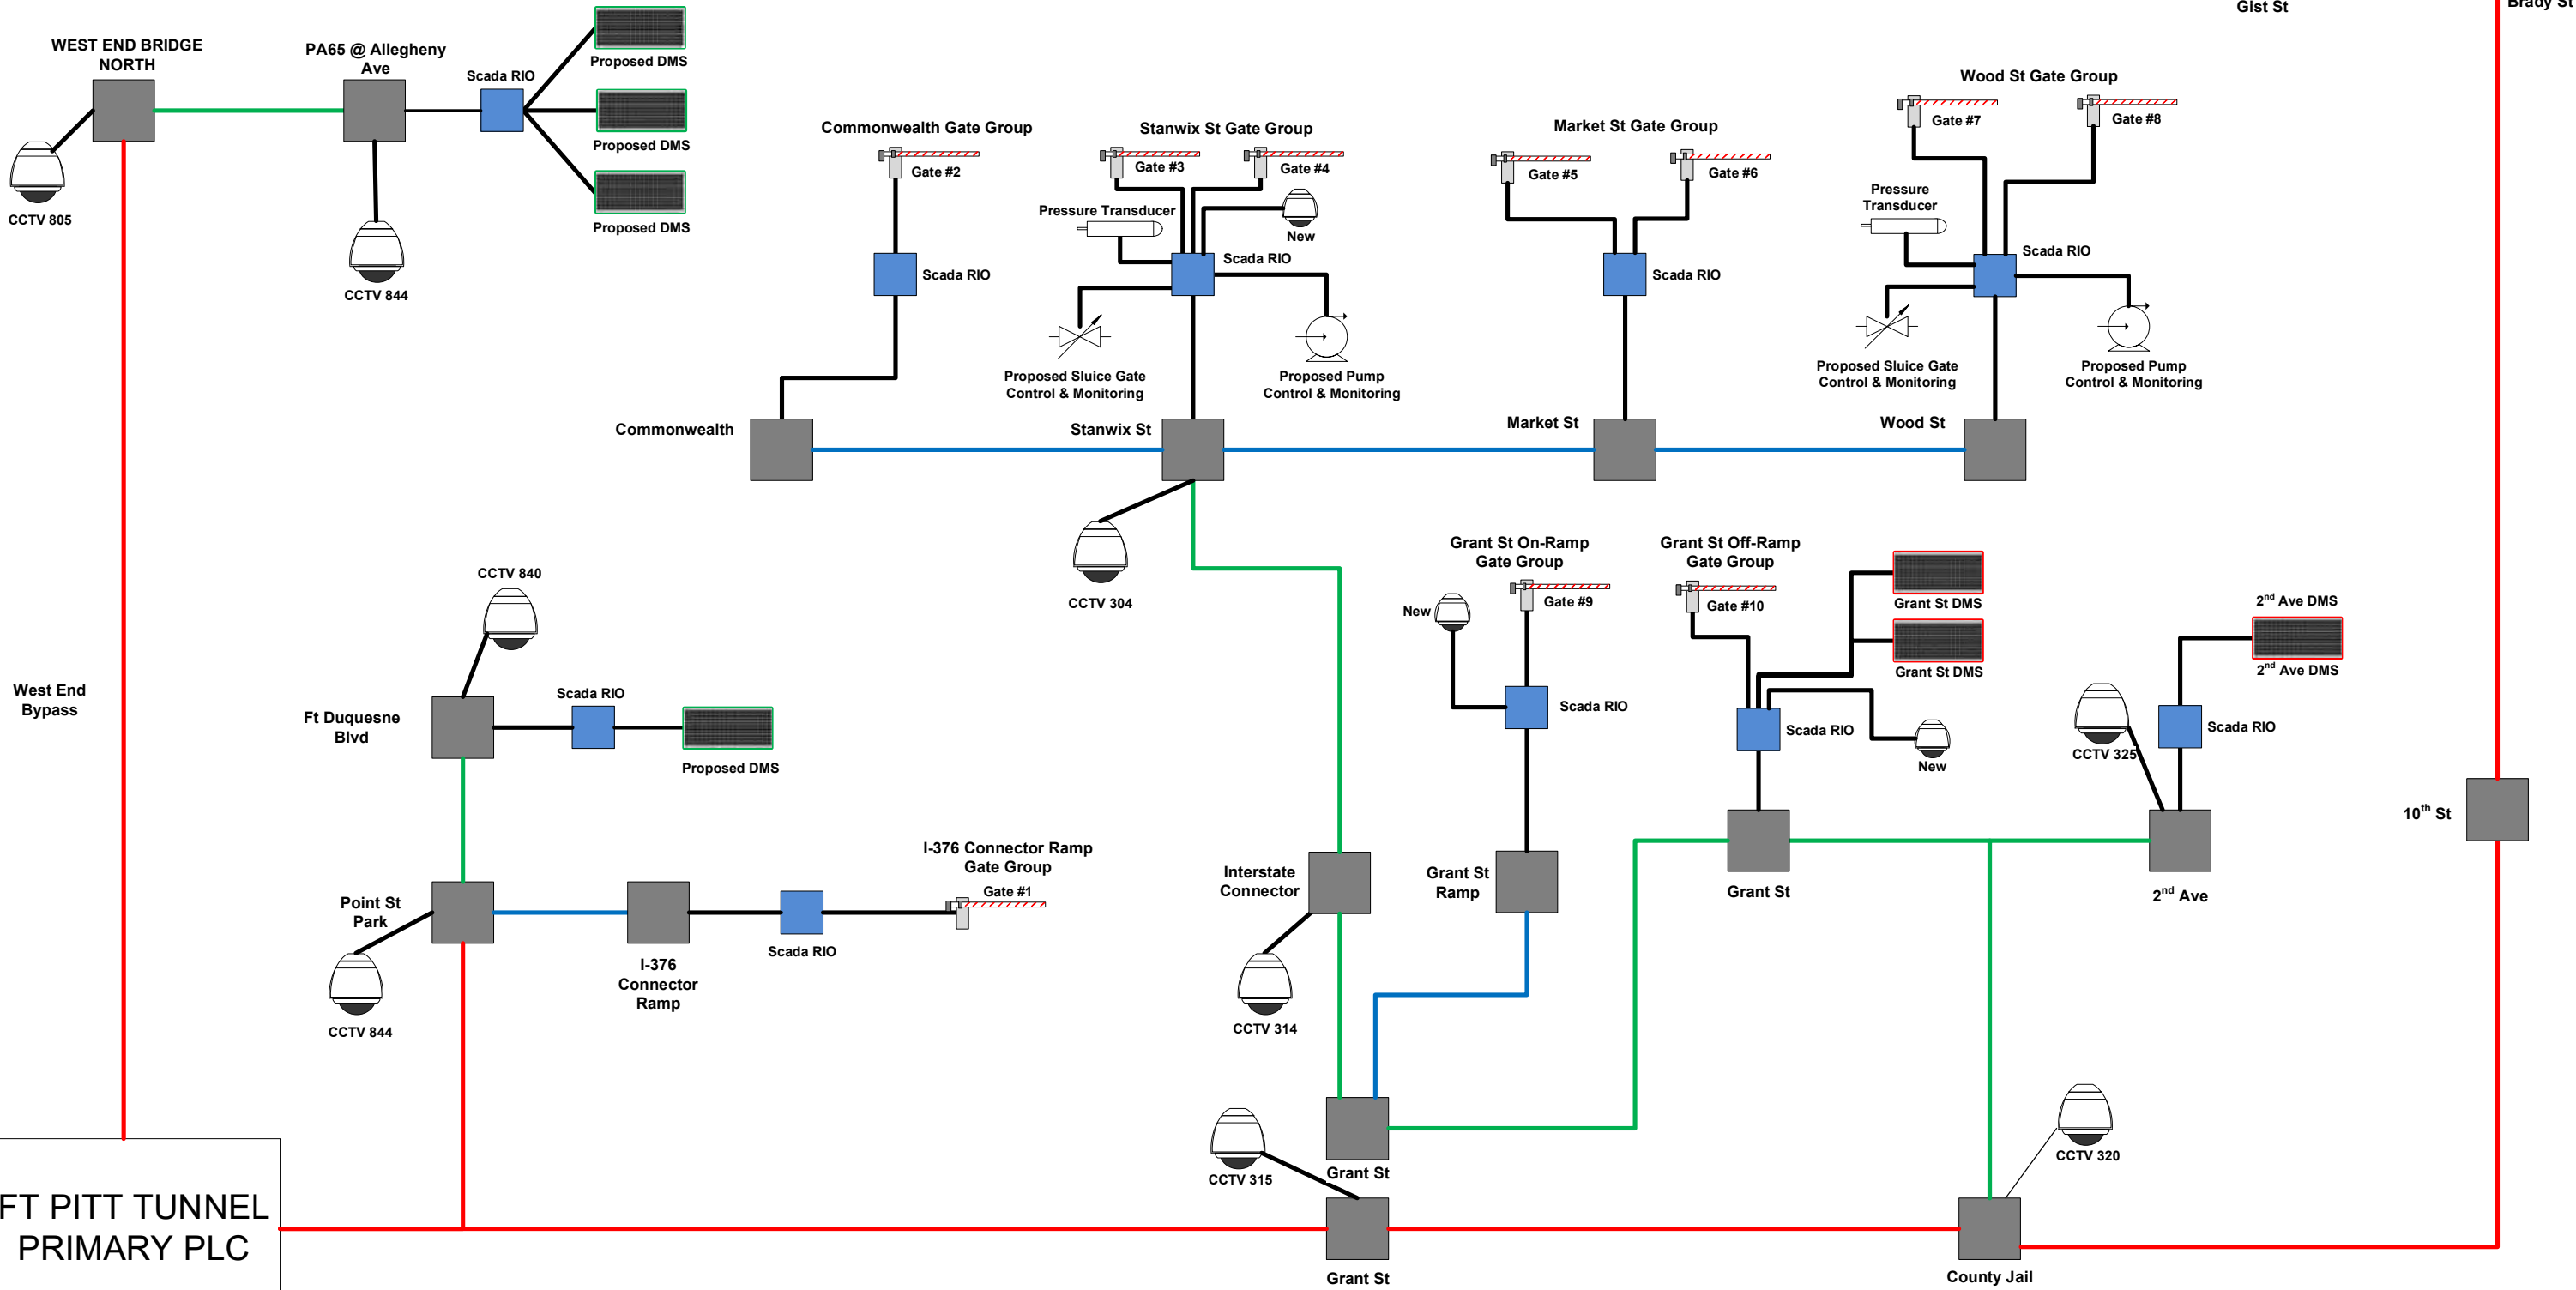 Gist St
Brady St
WEST END BRIDGE
NORTH
PA65 @ Allegheny
Ave
Scada RIO
Proposed DMS
Proposed DMS
Proposed DMS
CCTV 805
CCTV 844
Commonwealth Gate Group
Gate #2
Scada RIO
Stanwix St Gate Group
Gate #3
Gate #4
Pressure Transducer
New
Scada RIO
Proposed Sluice Gate
Control & Monitoring
Proposed Pump
Control & Monitoring
Market St Gate Group
Gate #5
Gate #6
Scada RIO
Wood St Gate Group
Gate #7
Gate #8
Pressure
Transducer
Scada RIO
Proposed Sluice Gate
Control & Monitoring
Proposed Pump
Control & Monitoring
Commonwealth
Stanwix St
Market St
Wood St
CCTV 304
CCTV 840
West End
Bypass
Ft Duquesne
Blvd
Scada RIO
Proposed DMS
Grant St On-Ramp
Gate Group
New
Gate #9
Scada RIO
Grant St Off-Ramp
Gate Group
Gate #10
Grant St DMS
Grant St DMS
Scada RIO
New
2nd Ave DMS
2nd Ave DMS
CCTV 325
Scada RIO
10th St
Point St
Park
CCTV 844
I-376
Connector
Ramp
Scada RIO
I-376 Connector Ramp
Gate Group
Gate #1
Interstate
Connector
CCTV 314
Grant St
Ramp
Grant St
2nd Ave
CCTV 315
Grant St
CCTV 320
FT PITT TUNNEL
PRIMARY PLC
Grant St
County Jail